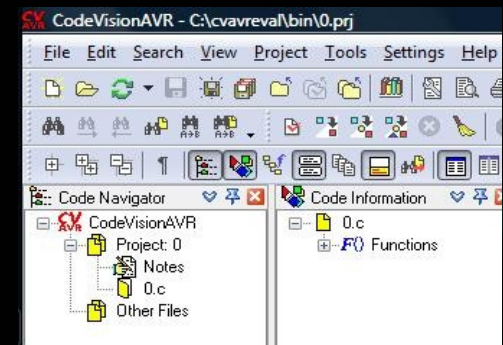 CodeVisionAVR - C:\cvavreval\bin\0.prj
File Edit Search View Project Tools Settings Help
Code Navigator
Code Information
CodeVisionAVR
Project: 0
Notes
0.c
Other Files
0.c
F() Functions